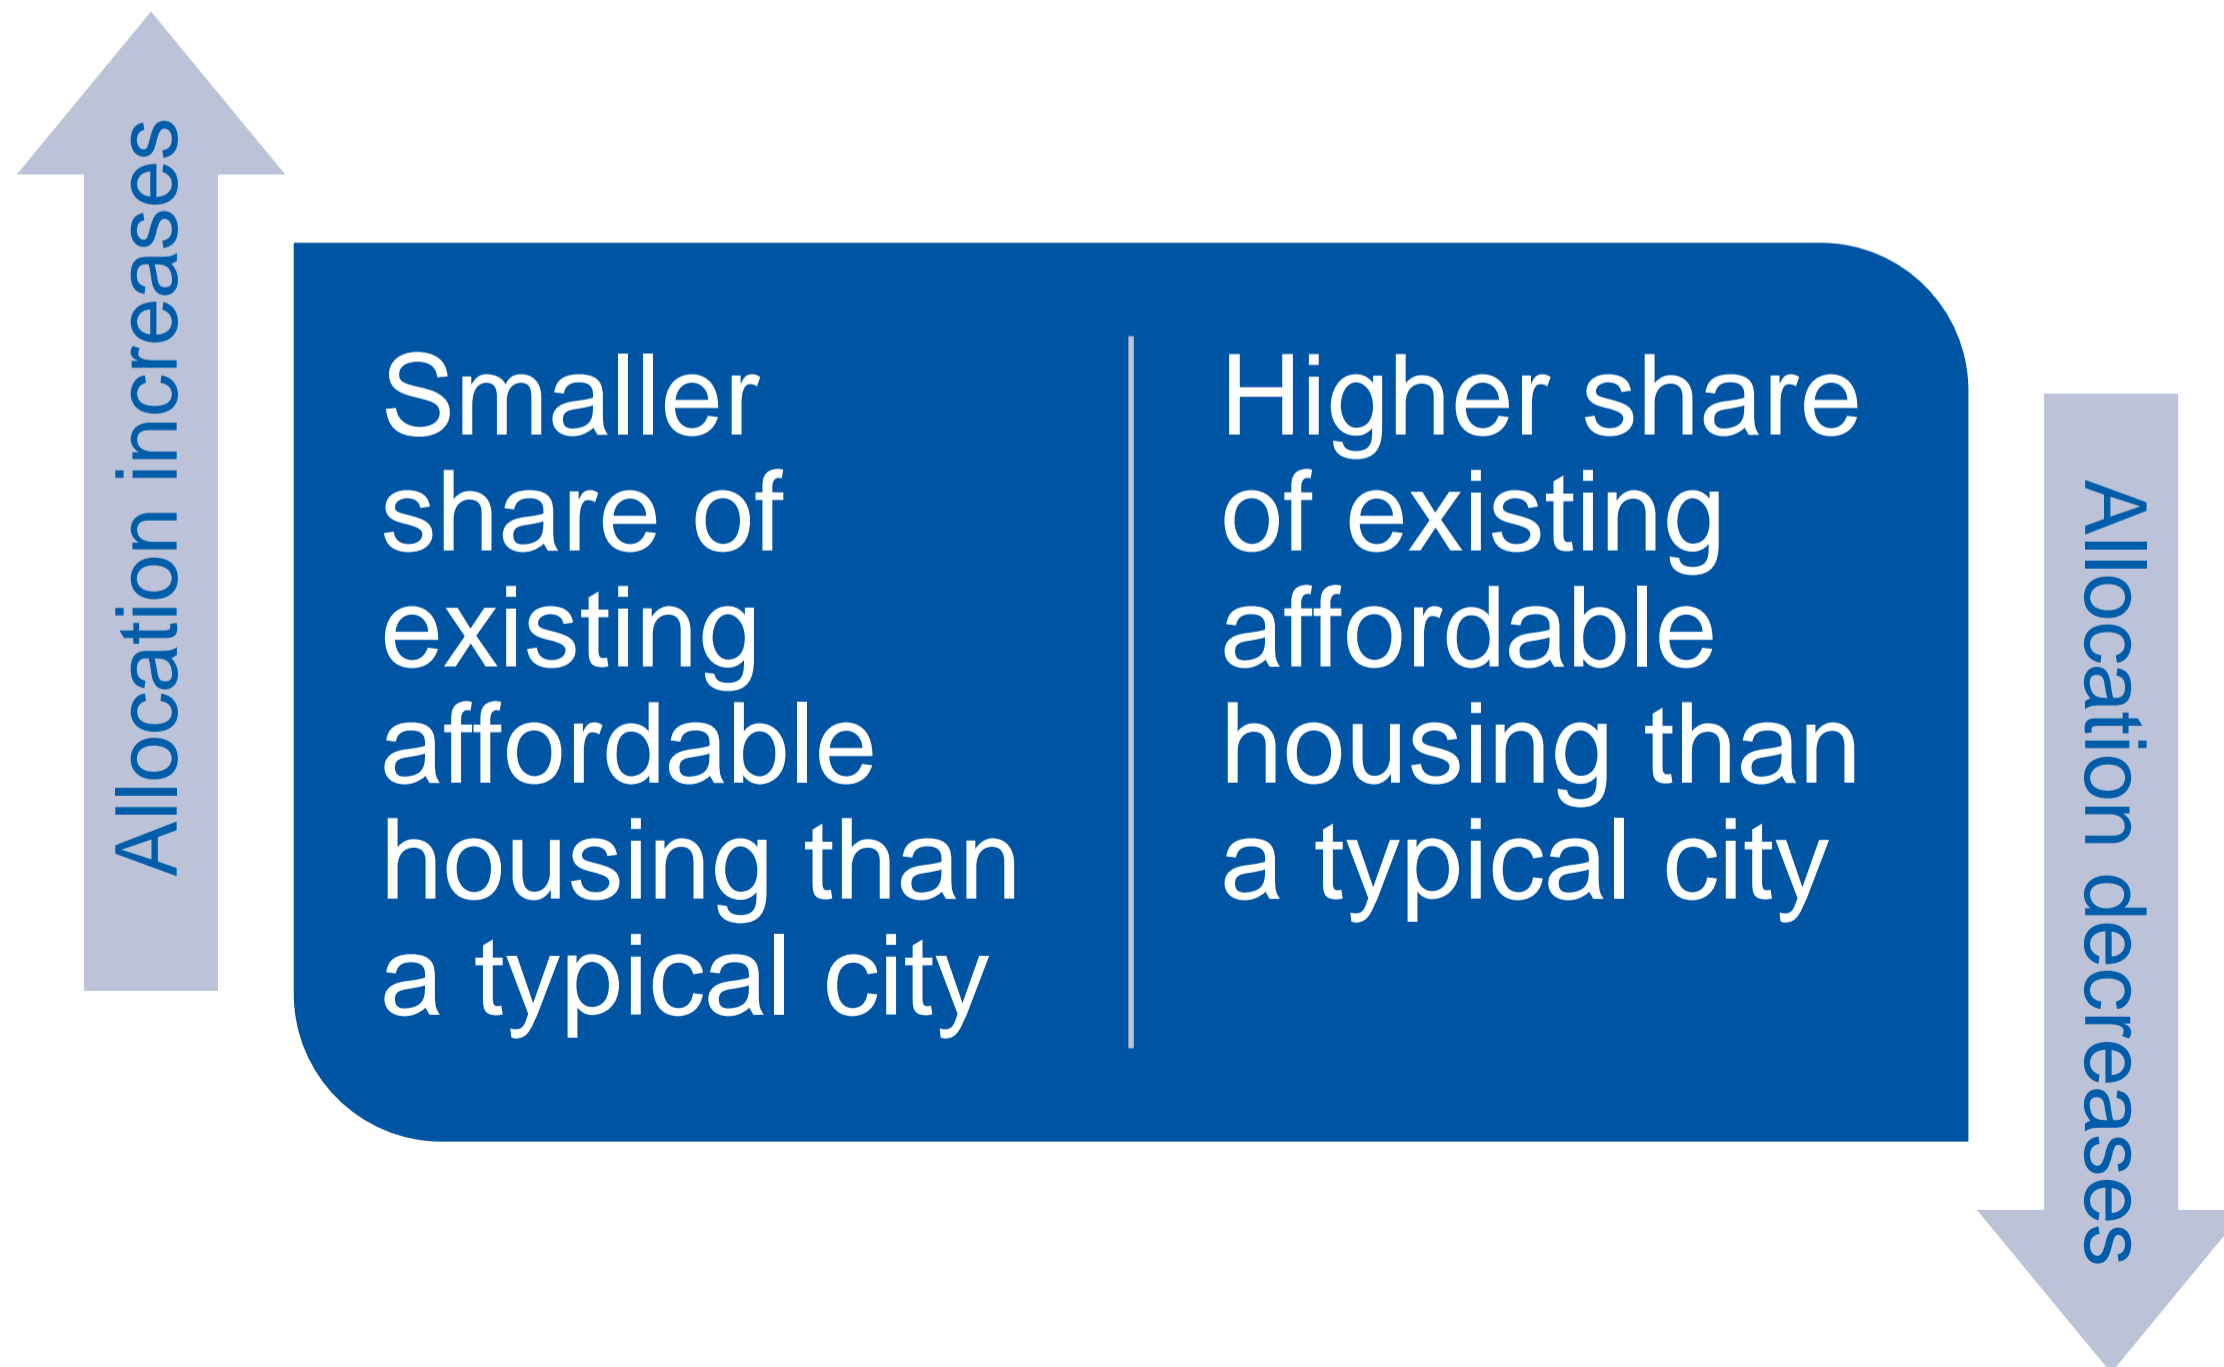 Allocation increases
Smaller
share of
existing
affordable
housing than
a typical city
Higher share
of existing
affordable
housing than
a typical city
Allocation decreases